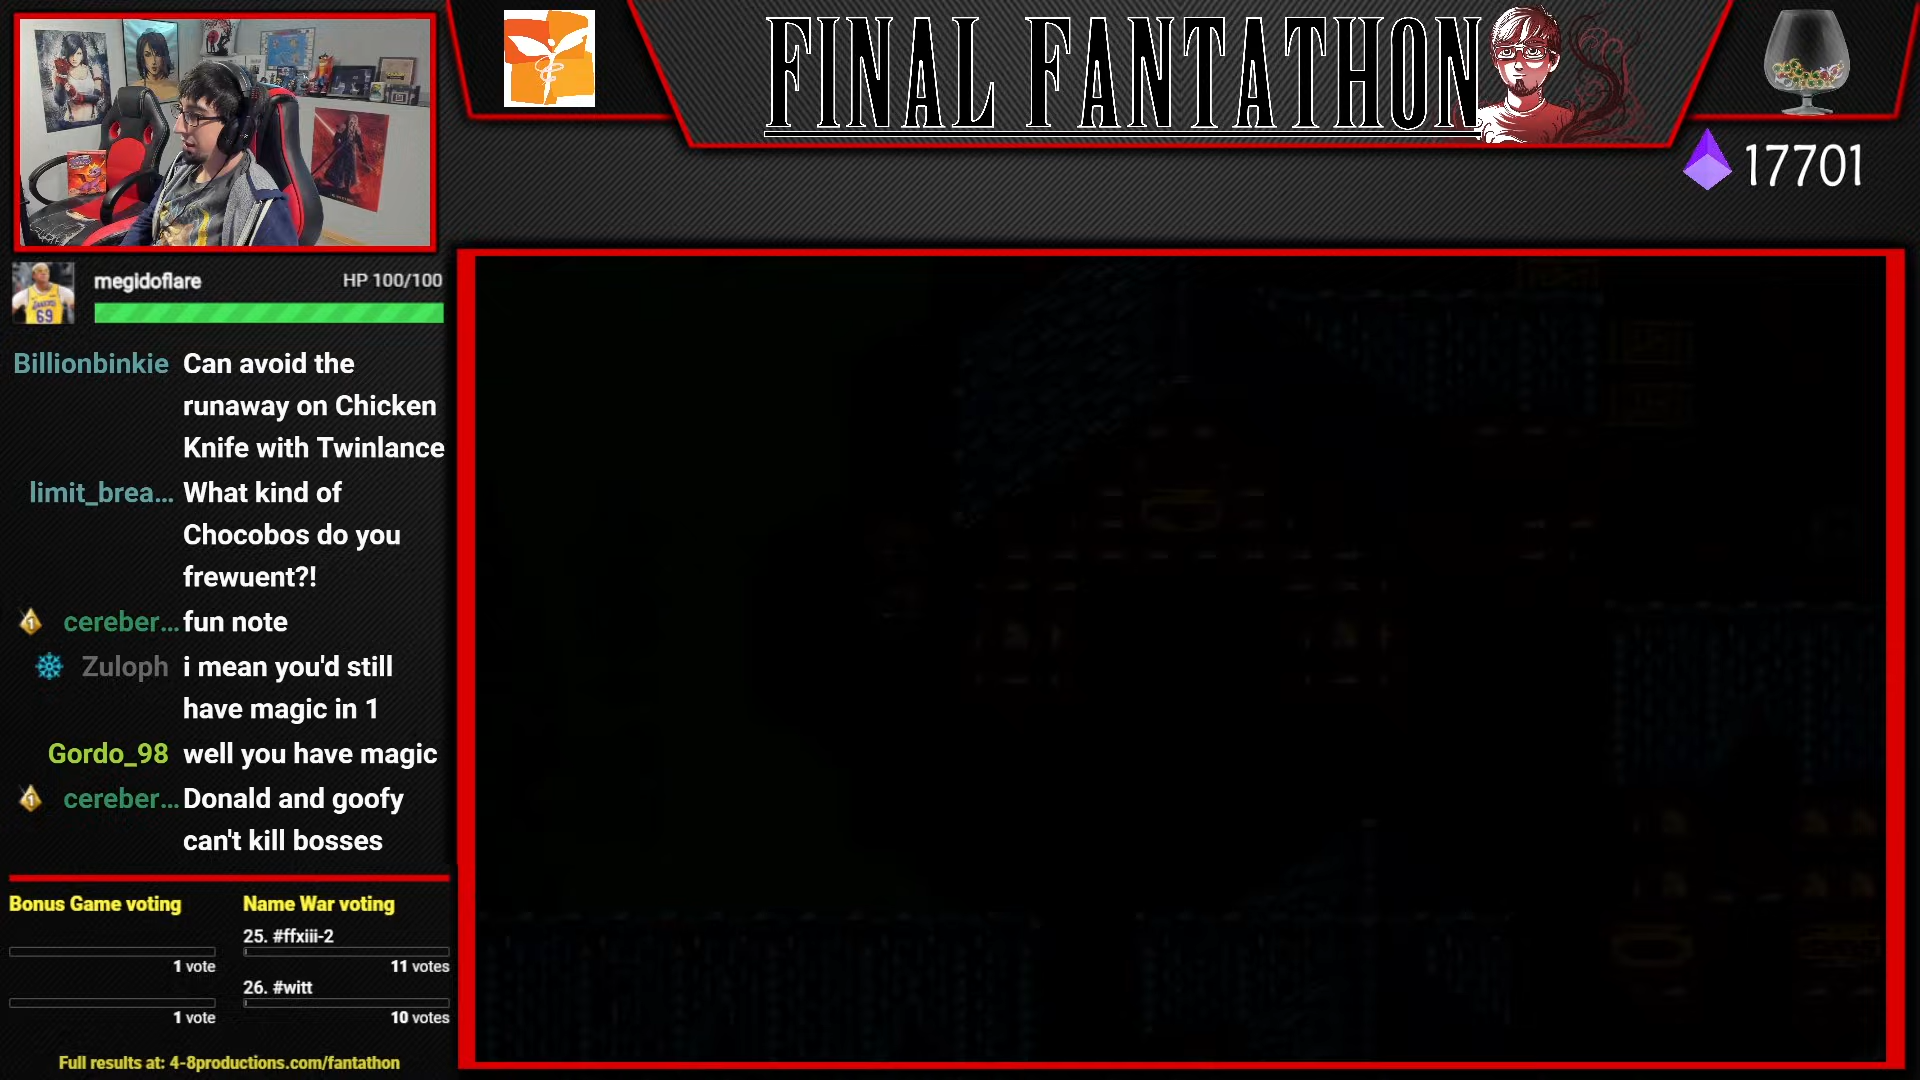 FINAL FANTATHON
17701
megidoflare HP 100/100
69
Billionbinkie Can avoid the
runaway on Chicken
Knife with Twinlance
limit_brea... What kind of
Chocobos do you
frewuent?!
1 cereber... fun note
Zuloph i mean you'd still
have magic in 1
Gordo_98 well you have magic
1 cereber... Donald and goofy
can't kill bosses
Bonus Game voting Name War voting
25. #ffxiii-2
1 vote 11 votes
26. #witt
1 vote 10 votes
Full results at: 4-8productions.com/fantathon